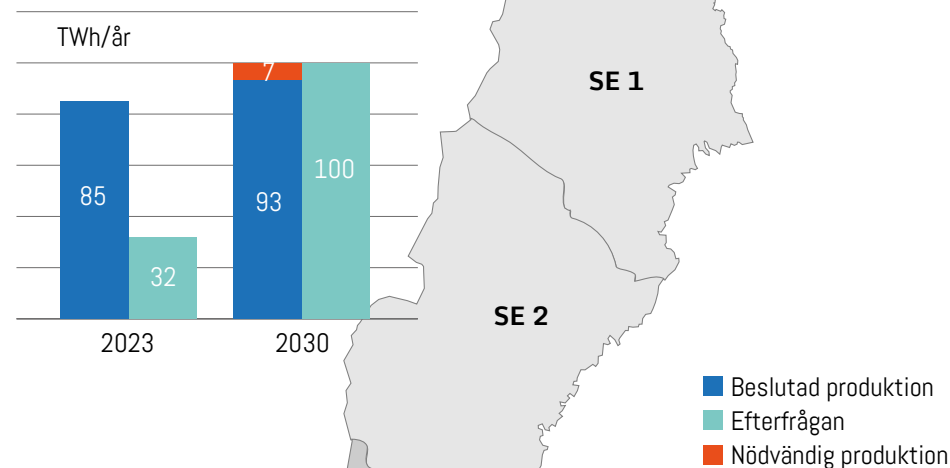 TWh/år
7
85
93
100
32
2023
2030
SE 1
SE 2
Beslutad produktion
Efterfrågan
Nödvändig produktion